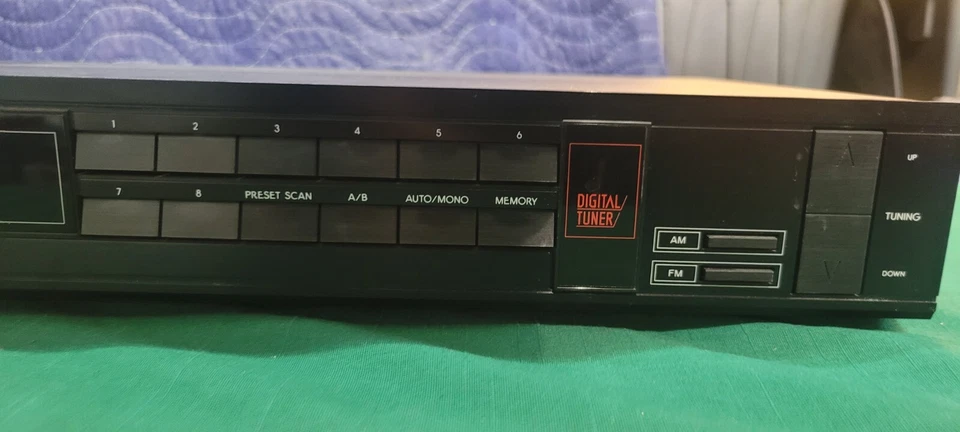 1 2 3 4 5 6
7 8 PRESET SCAN A/B AUTO/MONO MEMORY
DIGITAL/
TUNER/
AM
FM
UP
TUNING
DOWN